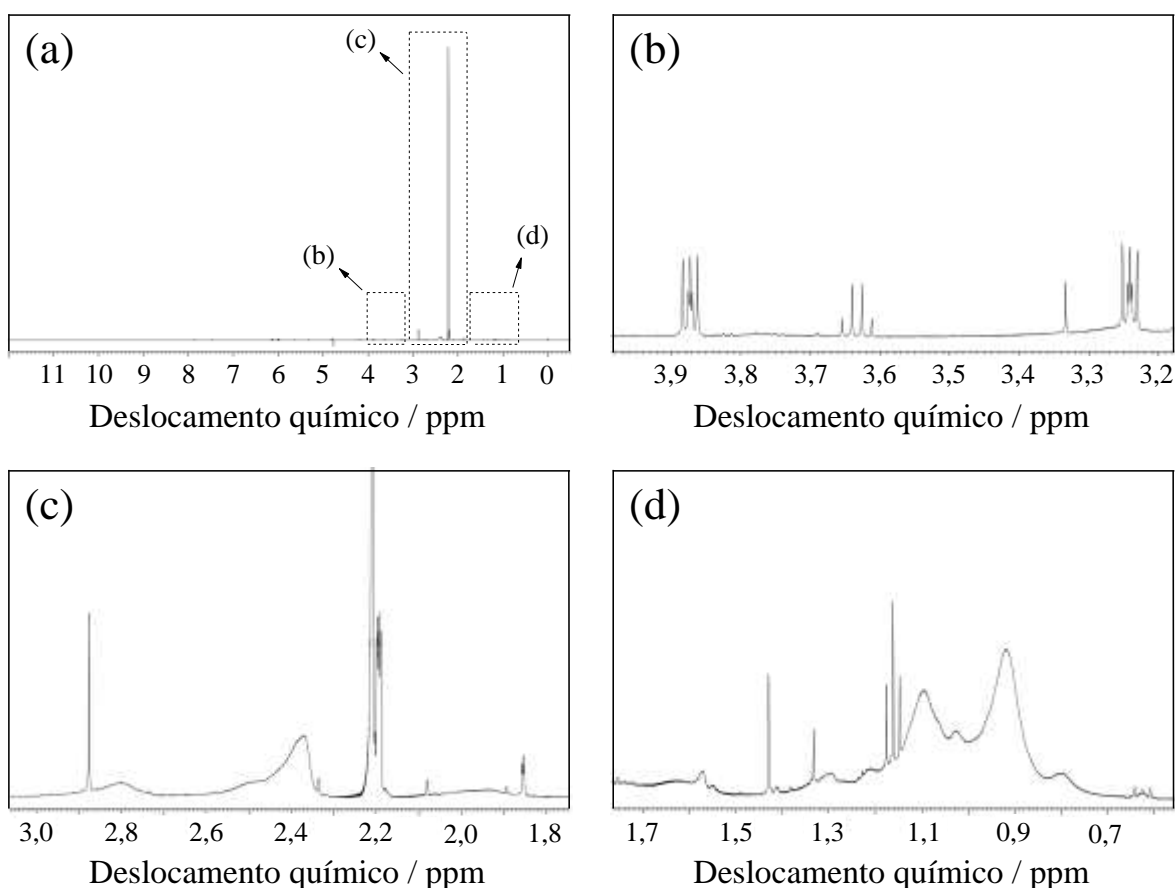 (a)
(c)
(b)
(d)
11 10 9 8 7 6 5 4 3 2 1 0
Deslocamento químico / ppm
(b)
3,9 3,8 3,7 3,6 3,5 3,4 3,3 3,2
Deslocamento químico / ppm
(c)
3,0 2,8 2,6 2,4 2,2 2,0 1,8
Deslocamento químico / ppm
(d)
1,7 1,5 1,3 1,1 0,9 0,7
Deslocamento químico / ppm